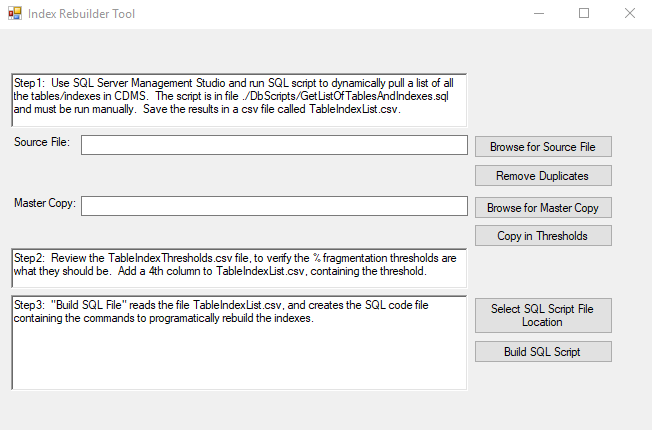 Index Rebuilder Tool
Step1:  Use SQL Server Management Studio and run SQL script to dynamically pull a list of all
the tables/indexes in CDMS.  The script is in file ./DbScripts/GetListOfTablesAndIndexes.sql
and must be run manually.  Save the results in a csv file called TableIndexList.csv.
Source File:
Browse for Source File
Remove Duplicates
Master Copy:
Browse for Master Copy
Copy in Thresholds
Step2:  Review the TableIndexThresholds.csv file, to verify the % fragmentation thresholds are
what they should be.  Add a 4th column to TableIndexList.csv, containing the threshold.
Step3:  "Build SQL File" reads the file TableIndexList.csv, and creates the SQL code file
containing the commands to programatically rebuild the indexes.
Select SQL Script File
Location
Build SQL Script